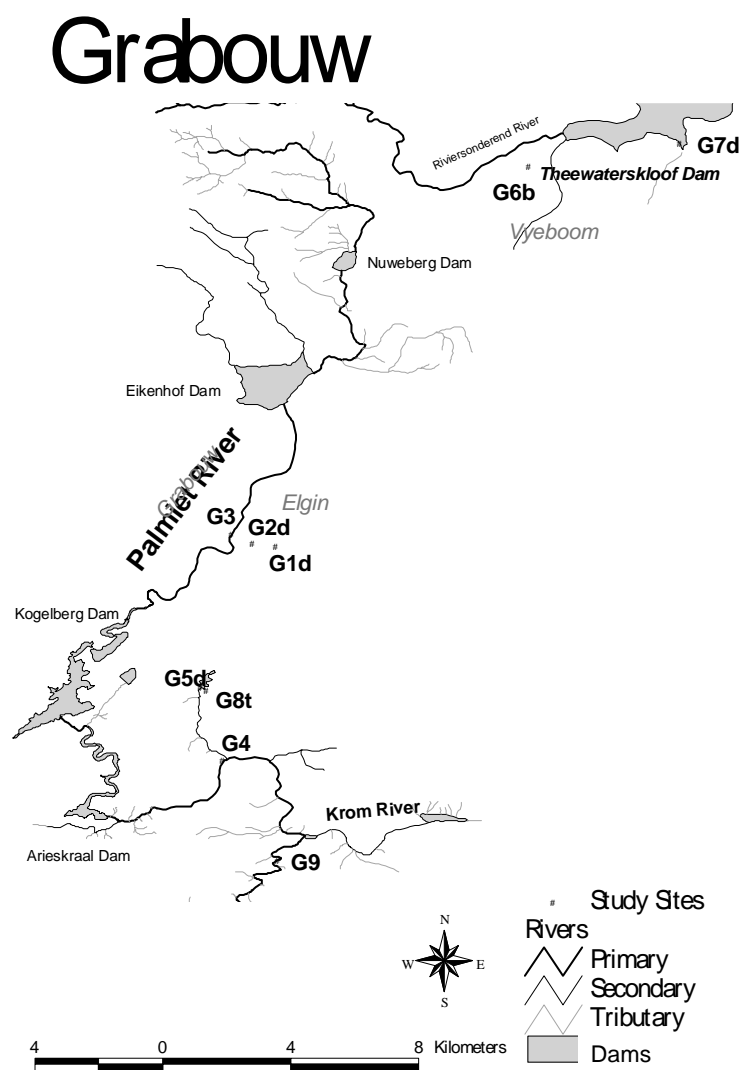 Grabouw
Riviersonderend River
G7d
G6b
Theewaterskloof Dam
Vyeboom
Nuweberg Dam
Eikenhof Dam
Grabouw
Palmiet River
Elgin
G3
G2d
G1d
Kogelberg Dam
G5d
G8t
G4
Krom River
Arieskraal Dam
G9
# Study Sites
Rivers
Primary
Secondary
Tributary
Dams
N
W E
S
4 0 4 8 Kilometers